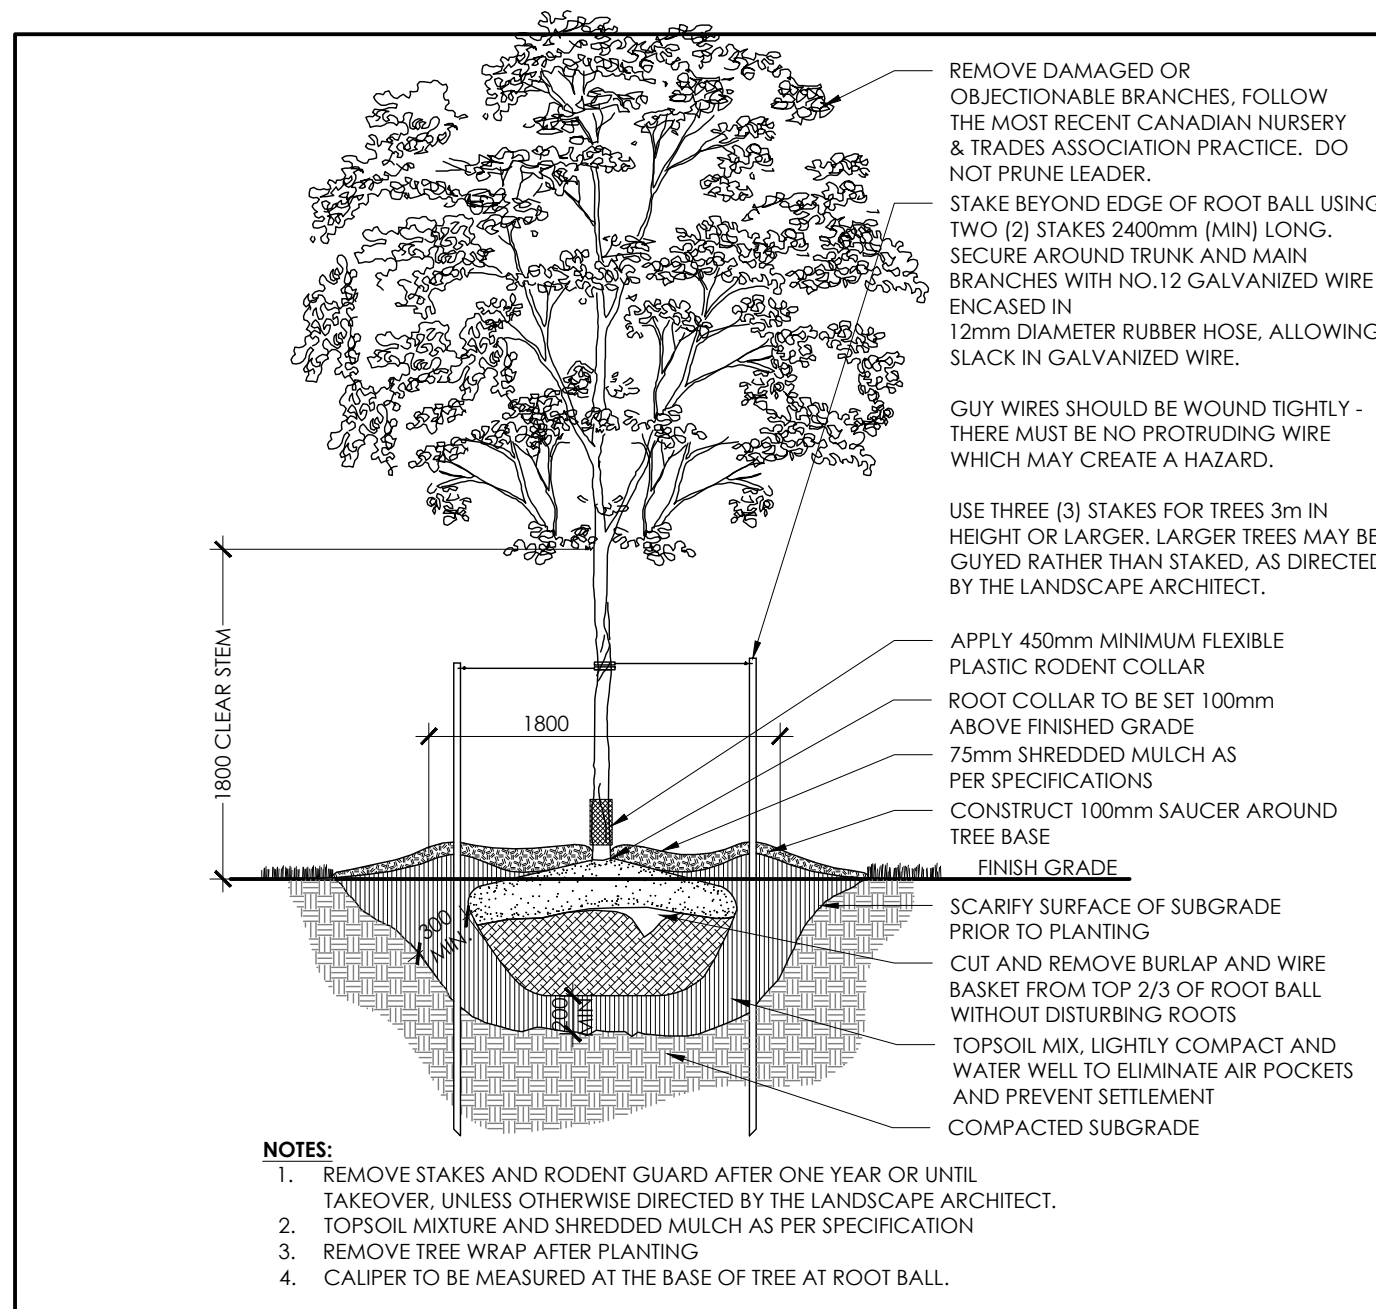 REMOVE DAMAGED OR
OBJECTIONABLE BRANCHES, FOLLOW
THE MOST RECENT CANADIAN NURSERY
& TRADES ASSOCIATION PRACTICE. DO
NOT PRUNE LEADER.
STAKE BEYOND EDGE OF ROOT BALL USING
TWO (2) STAKES 2400mm (MIN) LONG.
SECURE AROUND TRUNK AND MAIN
BRANCHES WITH NO.12 GALVANIZED WIRE
ENCASED IN
12mm DIAMETER RUBBER HOSE, ALLOWING
SLACK IN GALVANIZED WIRE.
GUY WIRES SHOULD BE WOUND TIGHTLY -
THERE MUST BE NO PROTRUDING WIRE
WHICH MAY CREATE A HAZARD.
USE THREE (3) STAKES FOR TREES 3m IN
HEIGHT OR LARGER. LARGER TREES MAY BE
GUYED RATHER THAN STAKED, AS DIRECTED
BY THE LANDSCAPE ARCHITECT.
1800 CLEAR STEM
1800
APPLY 450mm MINIMUM FLEXIBLE
PLASTIC RODENT COLLAR
ROOT COLLAR TO BE SET 100mm
ABOVE FINISHED GRADE
75mm SHREDDED MULCH AS
PER SPECIFICATIONS
CONSTRUCT 100mm SAUCER AROUND
TREE BASE
FINISH GRADE
300
MIN.
200
MIN.
SCARIFY SURFACE OF SUBGRADE
PRIOR TO PLANTING
CUT AND REMOVE BURLAP AND WIRE
BASKET FROM TOP 2/3 OF ROOT BALL
WITHOUT DISTURBING ROOTS
TOPSOIL MIX, LIGHTLY COMPACT AND
WATER WELL TO ELIMINATE AIR POCKETS
AND PREVENT SETTLEMENT
COMPACTED SUBGRADE
NOTES:
1. REMOVE STAKES AND RODENT GUARD AFTER ONE YEAR OR UNTIL
TAKEOVER, UNLESS OTHERWISE DIRECTED BY THE LANDSCAPE ARCHITECT.
2. TOPSOIL MIXTURE AND SHREDDED MULCH AS PER SPECIFICATION
3. REMOVE TREE WRAP AFTER PLANTING
4. CALIPER TO BE MEASURED AT THE BASE OF TREE AT ROOT BALL.